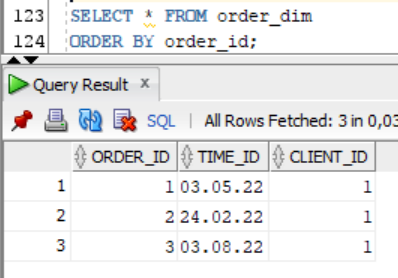 123 SELECT * FROM order_dim
124 ORDER BY order_id;
Query Result x
SQL | All Rows Fetched: 3 in 0,03
ORDER_ID TIME_ID CLIENT_ID
1 1 03.05.22 1
2 2 24.02.22 1
3 3 03.08.22 1